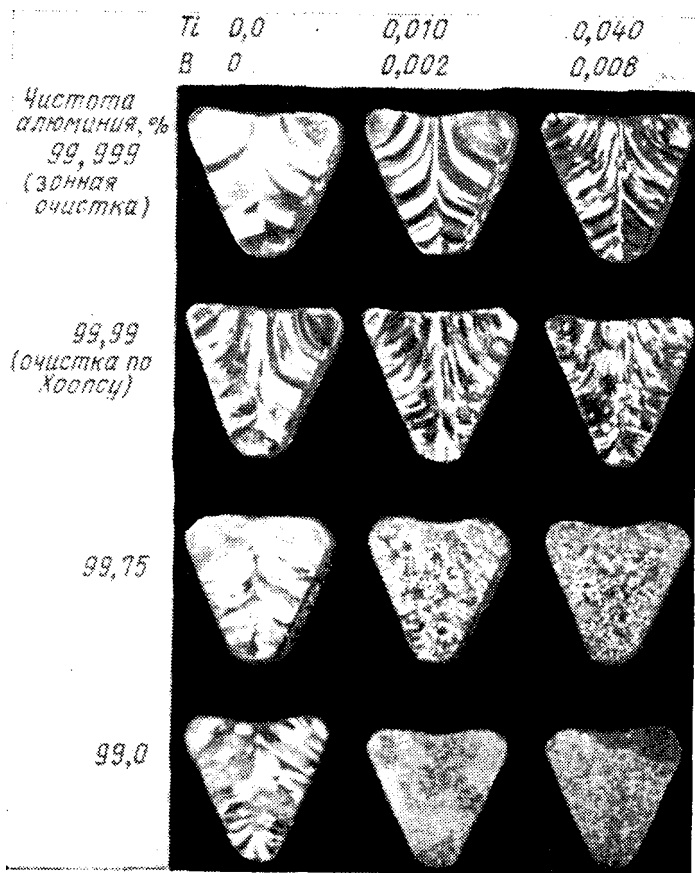 Ti 0,0 0,010 0,040
B 0 0,002 0,008
Чистота
алюминия, %
99,999
(зонная
очистка)
99,99
(очистка по
Хоопсу)
99,75
99,0